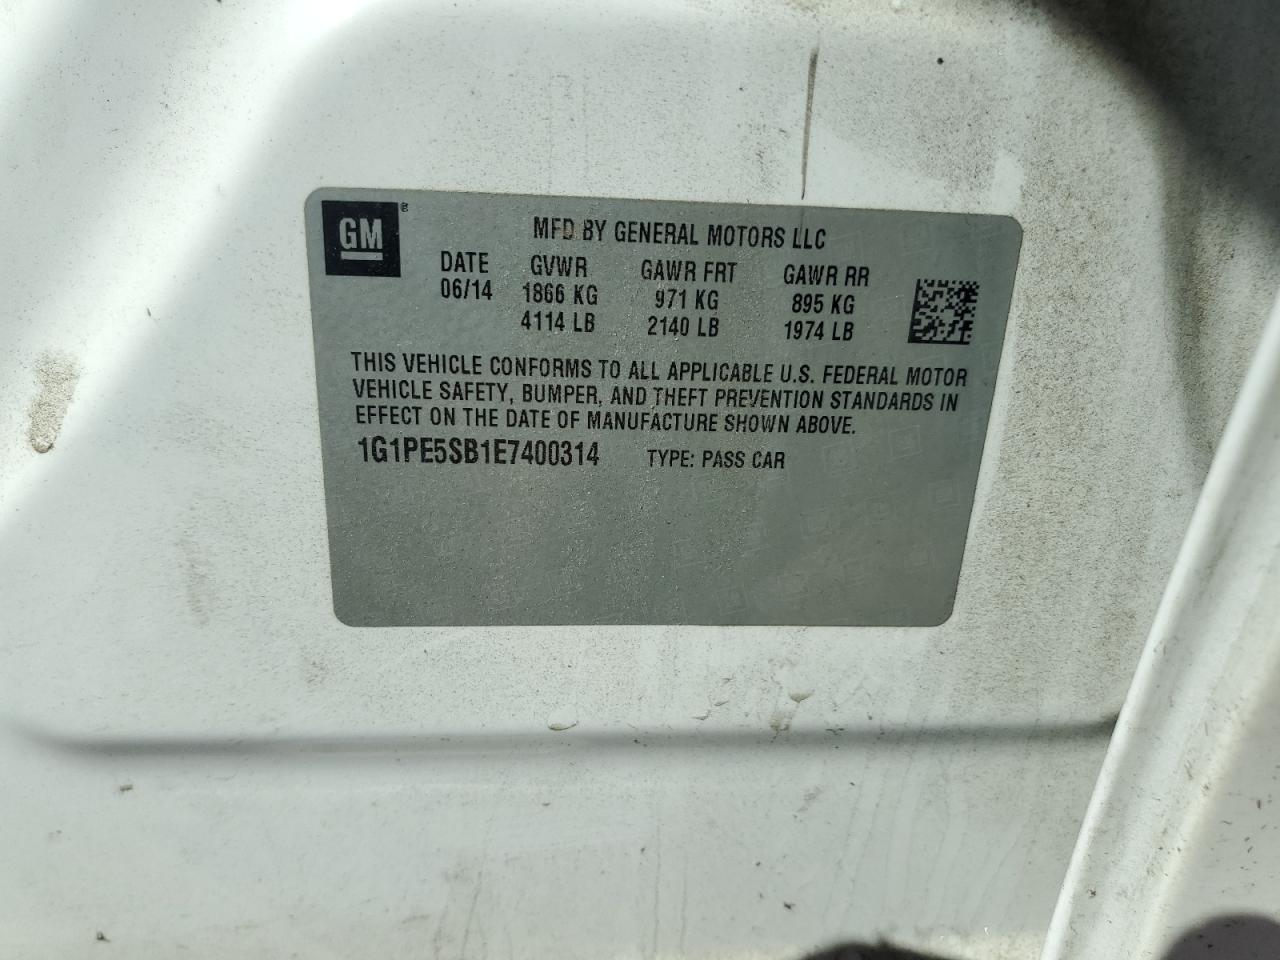 GM®
MFD BY GENERAL MOTORS LLC
DATE GVWR GAWR FRT GAWR RR
06/14 1866 KG 971 KG 895 KG
4114 LB 2140 LB 1974 LB
THIS VEHICLE CONFORMS TO ALL APPLICABLE U.S. FEDERAL MOTOR
VEHICLE SAFETY, BUMPER, AND THEFT PREVENTION STANDARDS IN
EFFECT ON THE DATE OF MANUFACTURE SHOWN ABOVE.
1G1PE5SB1E7400314 TYPE: PASS CAR